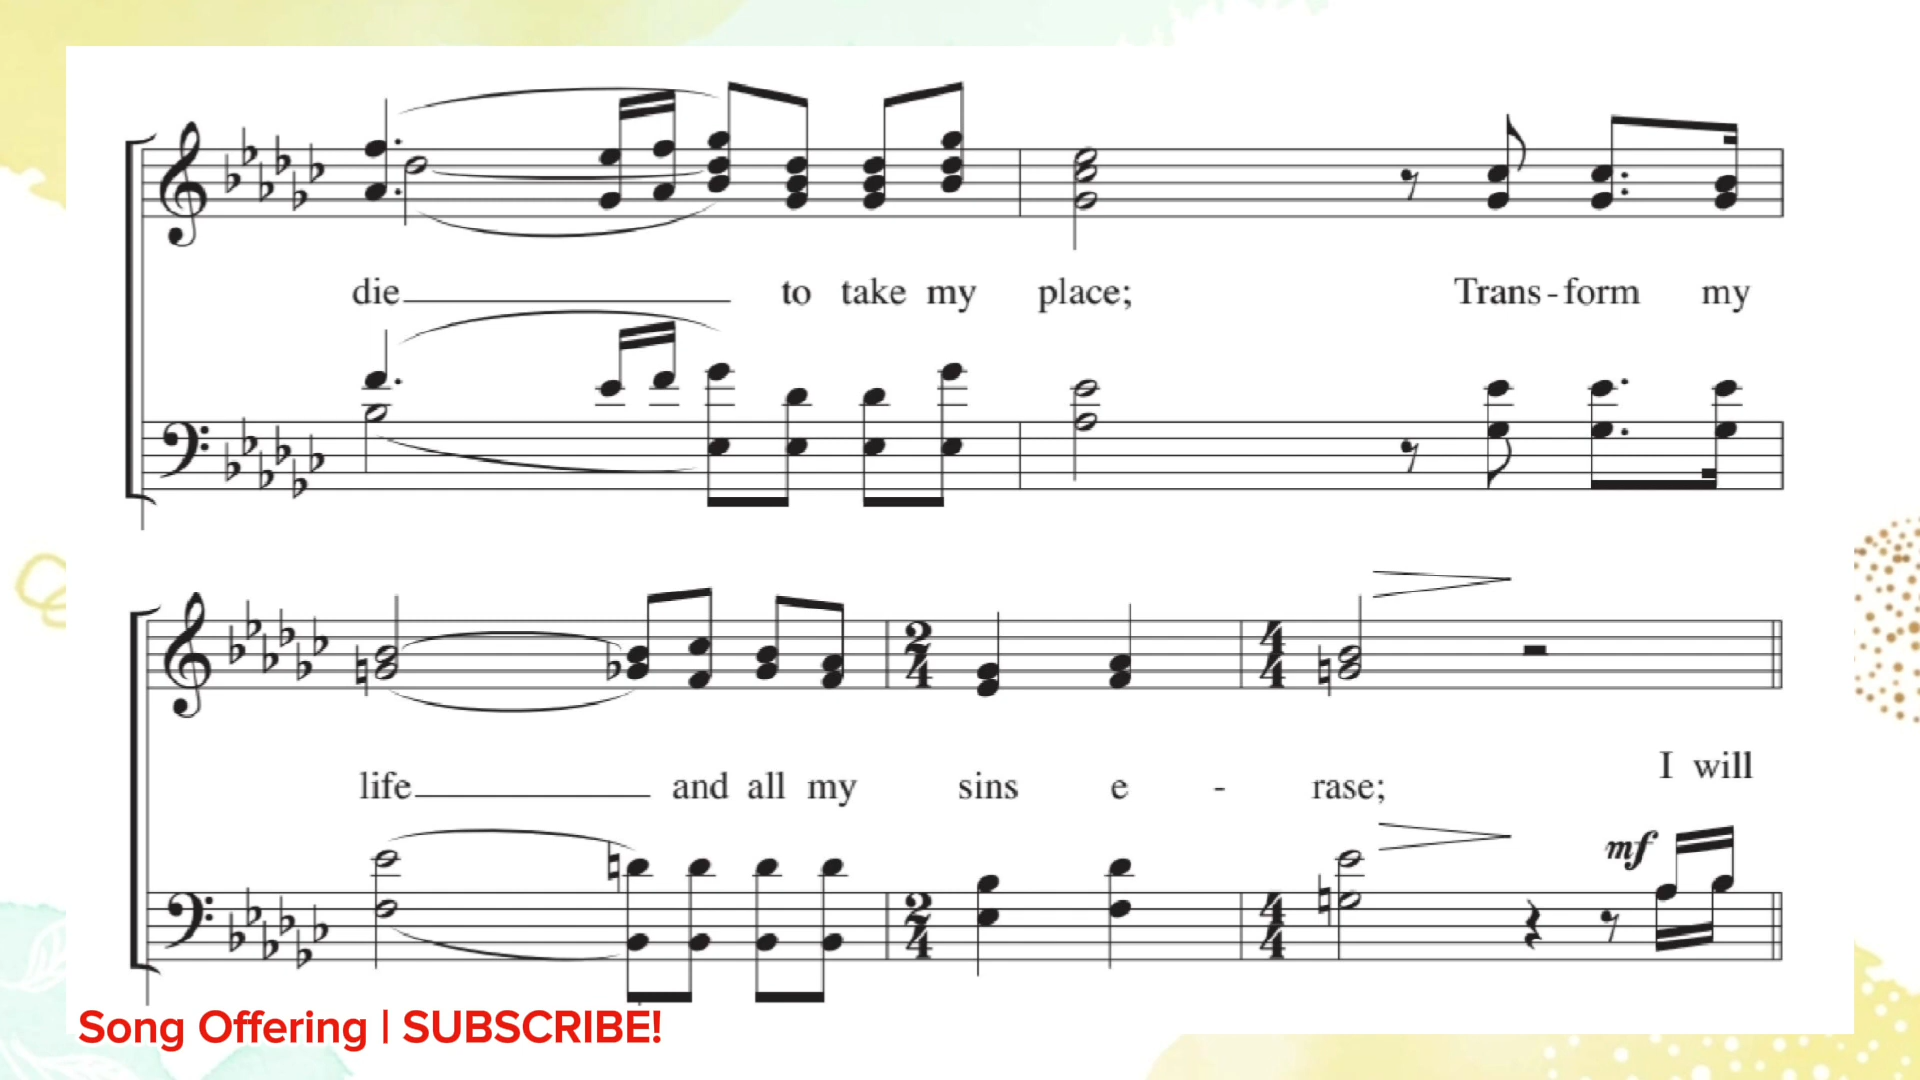 die to take my place; Trans-form my
I will
life and all my sins e - rase;
mf
Song Offering | SUBSCRIBE!